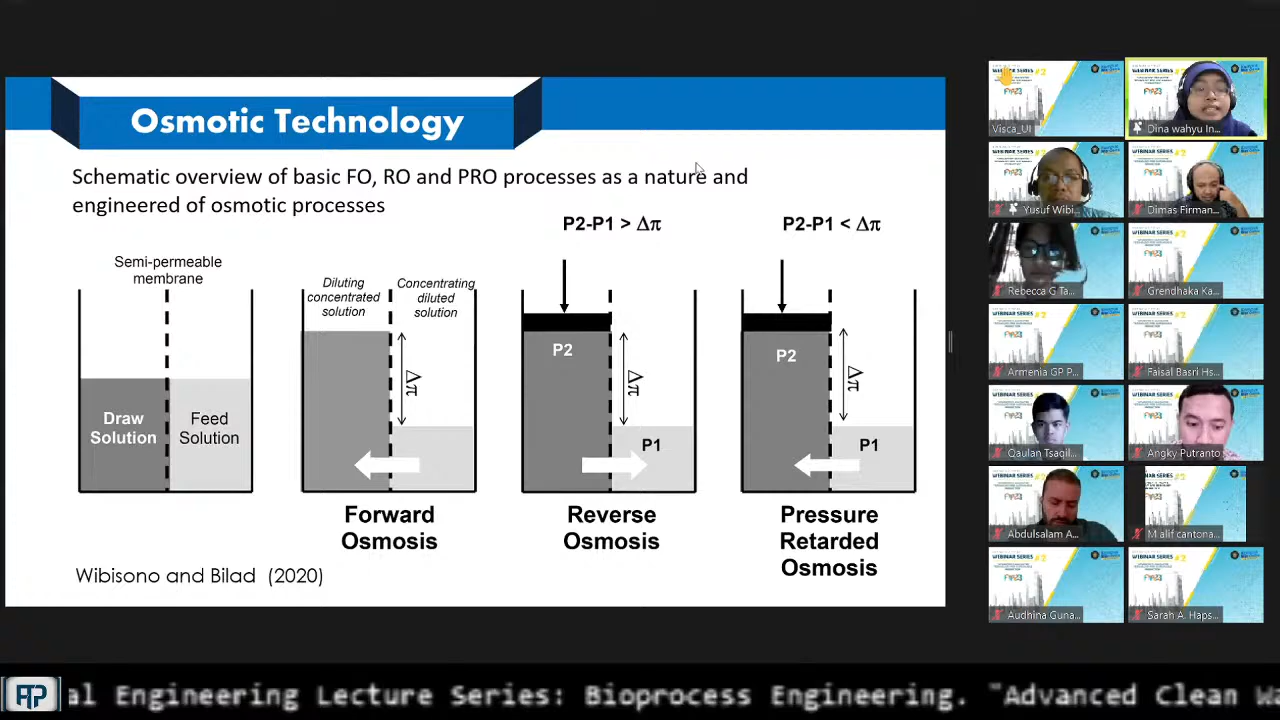 Osmotic Technology
Schematic overview of basic FO, RO and PRO processes as a nature and
engineered of osmotic processes
P2-P1 > Δπ
P2-P1 < Δπ
Semi-permeable
membrane
Diluting
concentrated
solution
Concentrating
diluted
solution
P2
P2
Δπ
Δπ
Δπ
Draw
Solution
Feed
Solution
P1
P1
Forward
Osmosis
Reverse
Osmosis
Pressure
Retarded
Osmosis
Wibisono and Bilad (2020)
Visca_UI
Dina wahyu In...
Yusuf Wibi...
Dimas Firman...
Rebecca G Ta...
Grendhaka Ka...
Armenia GP P...
Faisal Basri Hs...
Qaulan Tsaqil...
Angky Putranto
Abdulsalam A...
M alif cantona...
Audhina Guna...
Sarah A. Haps...
WEBINAR SERIES #2
al Engineering Lecture Series: Bioprocess Engineering. "Advanced Clean Wa